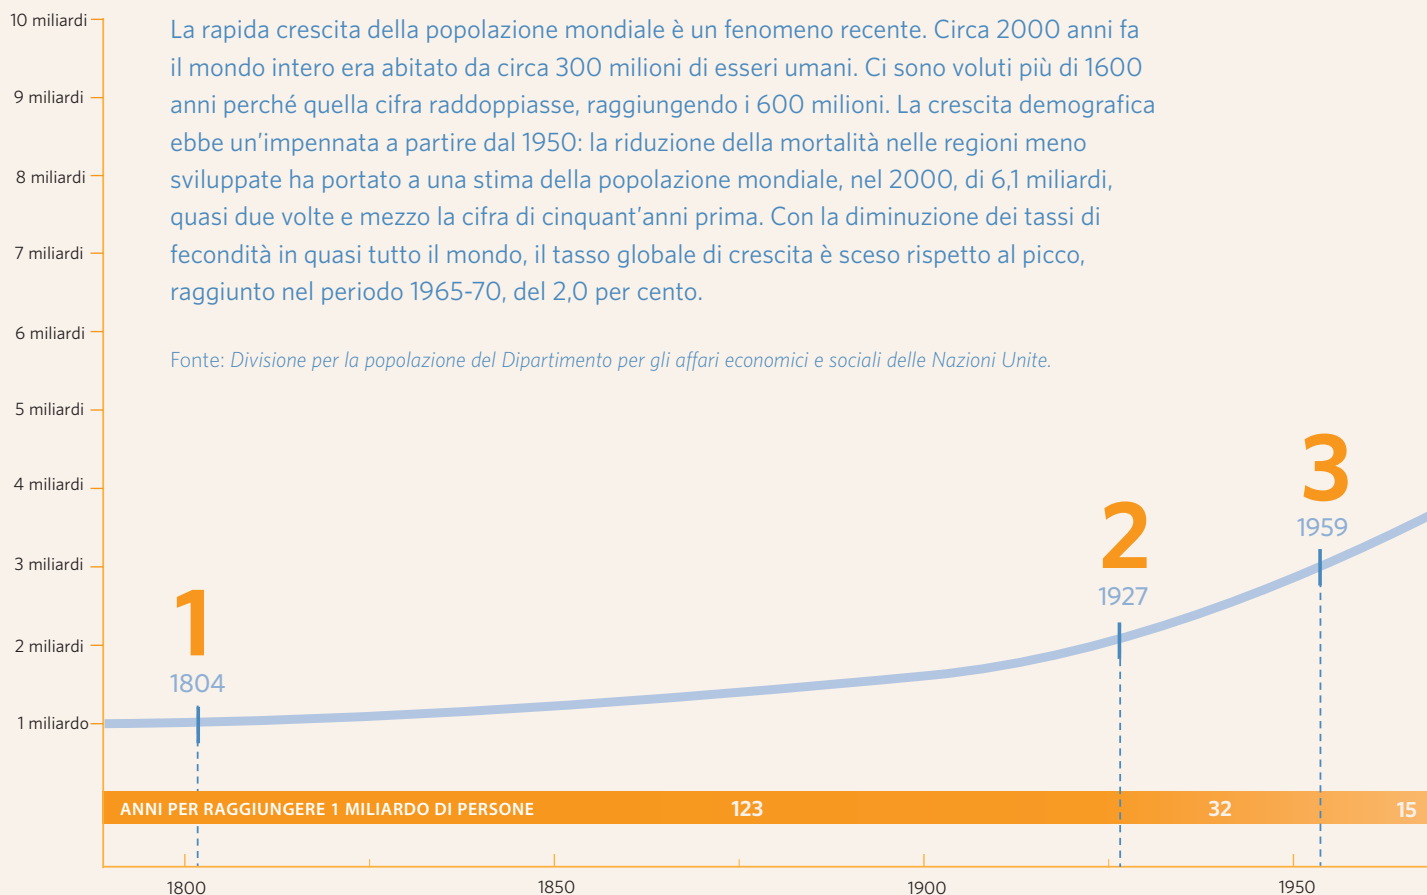 10 miliardi
9 miliardi
8 miliardi
7 miliardi
6 miliardi
5 miliardi
4 miliardi
3 miliardi
2 miliardi
1 miliardo
La rapida crescita della popolazione mondiale è un fenomeno recente. Circa 2000 anni fa
il mondo intero era abitato da circa 300 milioni di esseri umani. Ci sono voluti più di 1600
anni perché quella cifra raddoppiasse, raggiungendo i 600 milioni. La crescita demografica
ebbe un’impennata a partire dal 1950: la riduzione della mortalità nelle regioni meno
sviluppate ha portato a una stima della popolazione mondiale, nel 2000, di 6,1 miliardi,
quasi due volte e mezzo la cifra di cinquant’anni prima. Con la diminuzione dei tassi di
fecondità in quasi tutto il mondo, il tasso globale di crescita è sceso rispetto al picco,
raggiunto nel periodo 1965-70, del 2,0 per cento.
Fonte: Divisione per la popolazione del Dipartimento per gli affari economici e sociali delle Nazioni Unite.
1
1804
2
1927
3
1959
ANNI PER RAGGIUNGERE 1 MILIARDO DI PERSONE 123 32 15
1800 1850 1900 1950